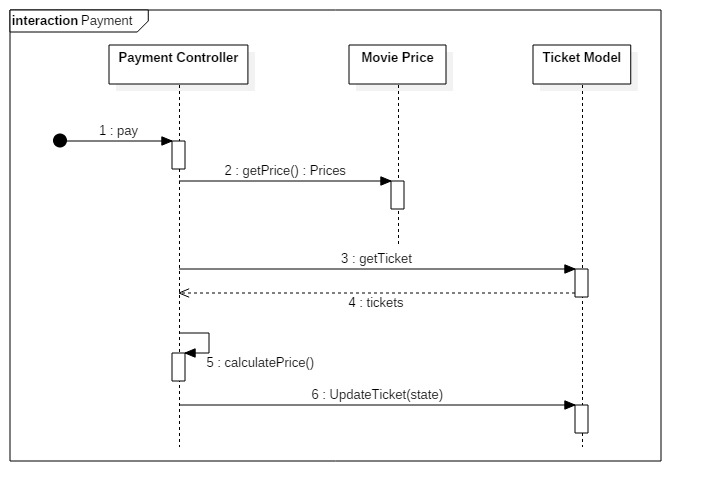 interaction Payment
Payment Controller
Movie Price
Ticket Model
1 : pay
2 : getPrice() : Prices
3 : getTicket
4 : tickets
5 : calculatePrice()
6 : UpdateTicket(state)